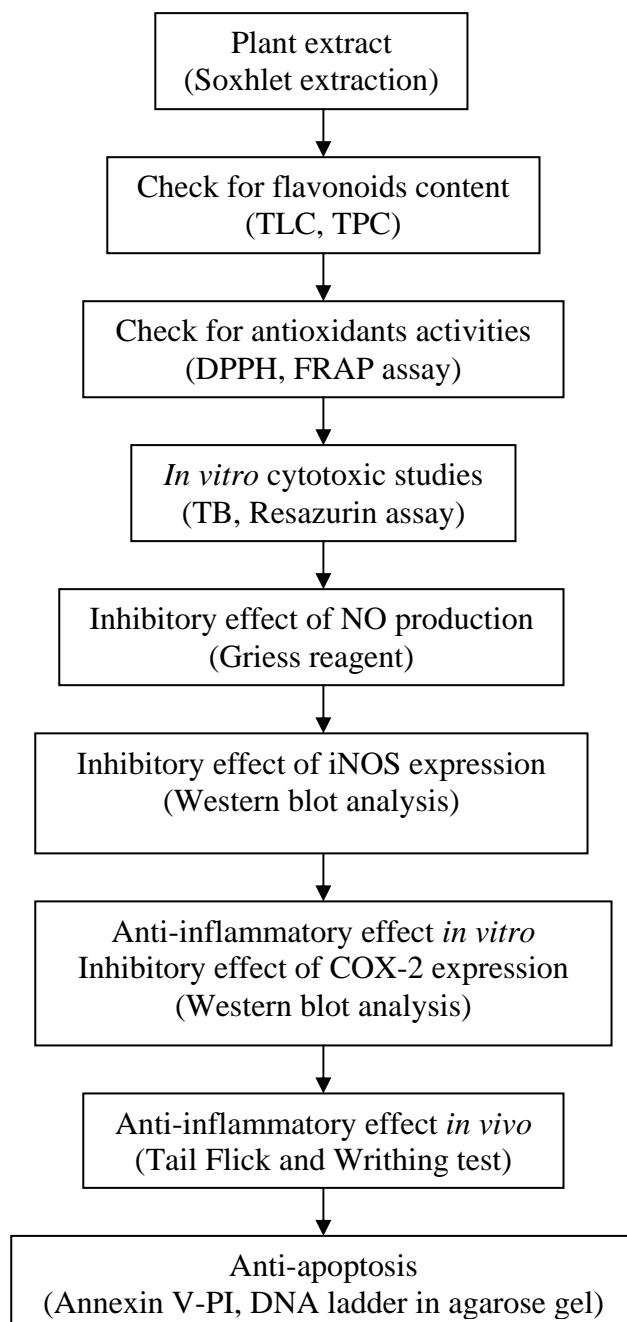 Plant extract
(Soxhlet extraction)
Check for flavonoids content
(TLC, TPC)
Check for antioxidants activities
(DPPH, FRAP assay)
In vitro cytotoxic studies
(TB, Resazurin assay)
Inhibitory effect of NO production
(Griess reagent)
Inhibitory effect of iNOS expression
(Western blot analysis)
Anti-inflammatory effect in vitro
Inhibitory effect of COX-2 expression
(Western blot analysis)
Anti-inflammatory effect in vivo
(Tail Flick and Writhing test)
Anti-apoptosis
(Annexin V-PI, DNA ladder in agarose gel)